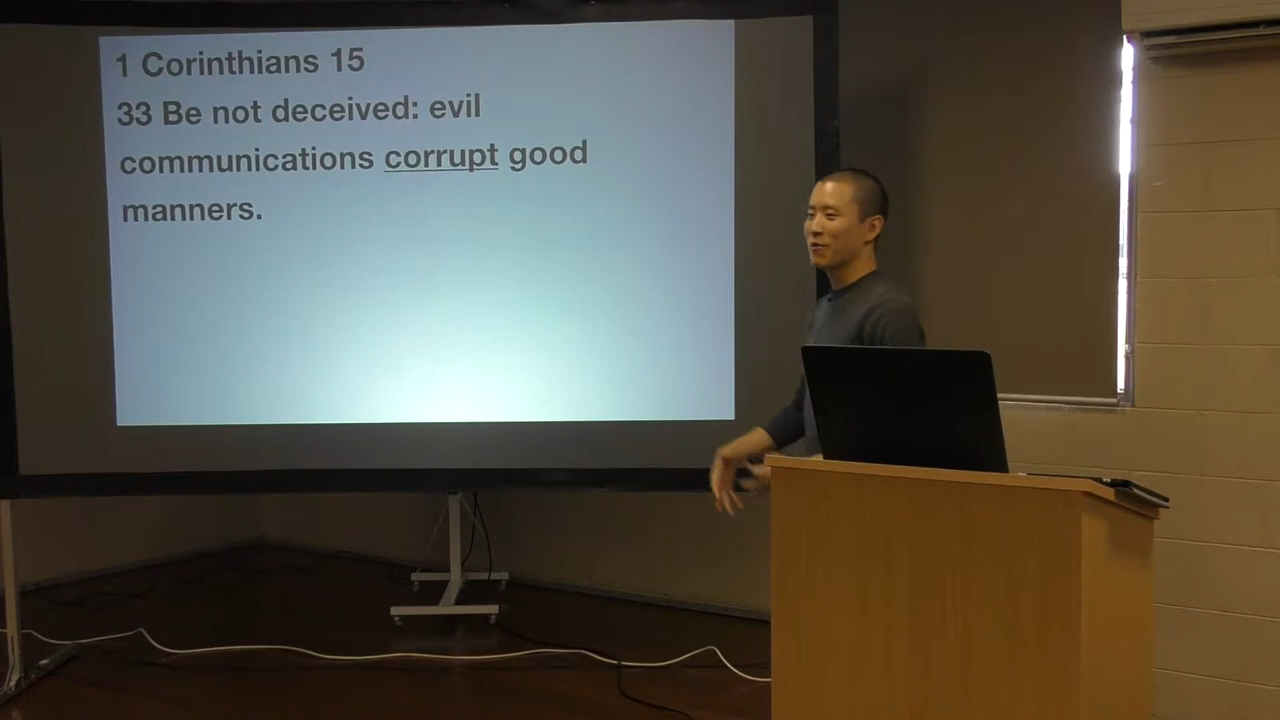 1 Corinthians 15
33 Be not deceived: evil
communications corrupt good
manners.